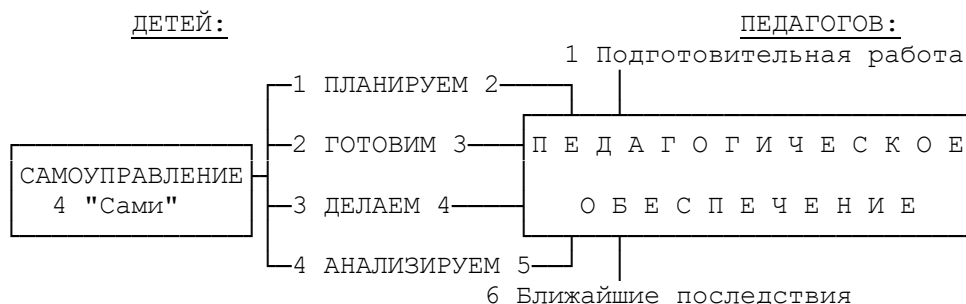 ДЕТЕЙ: ПЕДАГОГОВ:
1 Подготовительная работа
1 ПЛАНИРУЕМ 2
2 ГОТОВИМ 3 П Е Д А Г О Г И Ч Е С К О Е
САМОУПРАВЛЕНИЕ
4 "Сами" 3 ДЕЛАЕМ 4 О Б Е С П Е Ч Е Н И Е
4 АНАЛИЗИРУЕМ 5
6 Ближайшие последствия